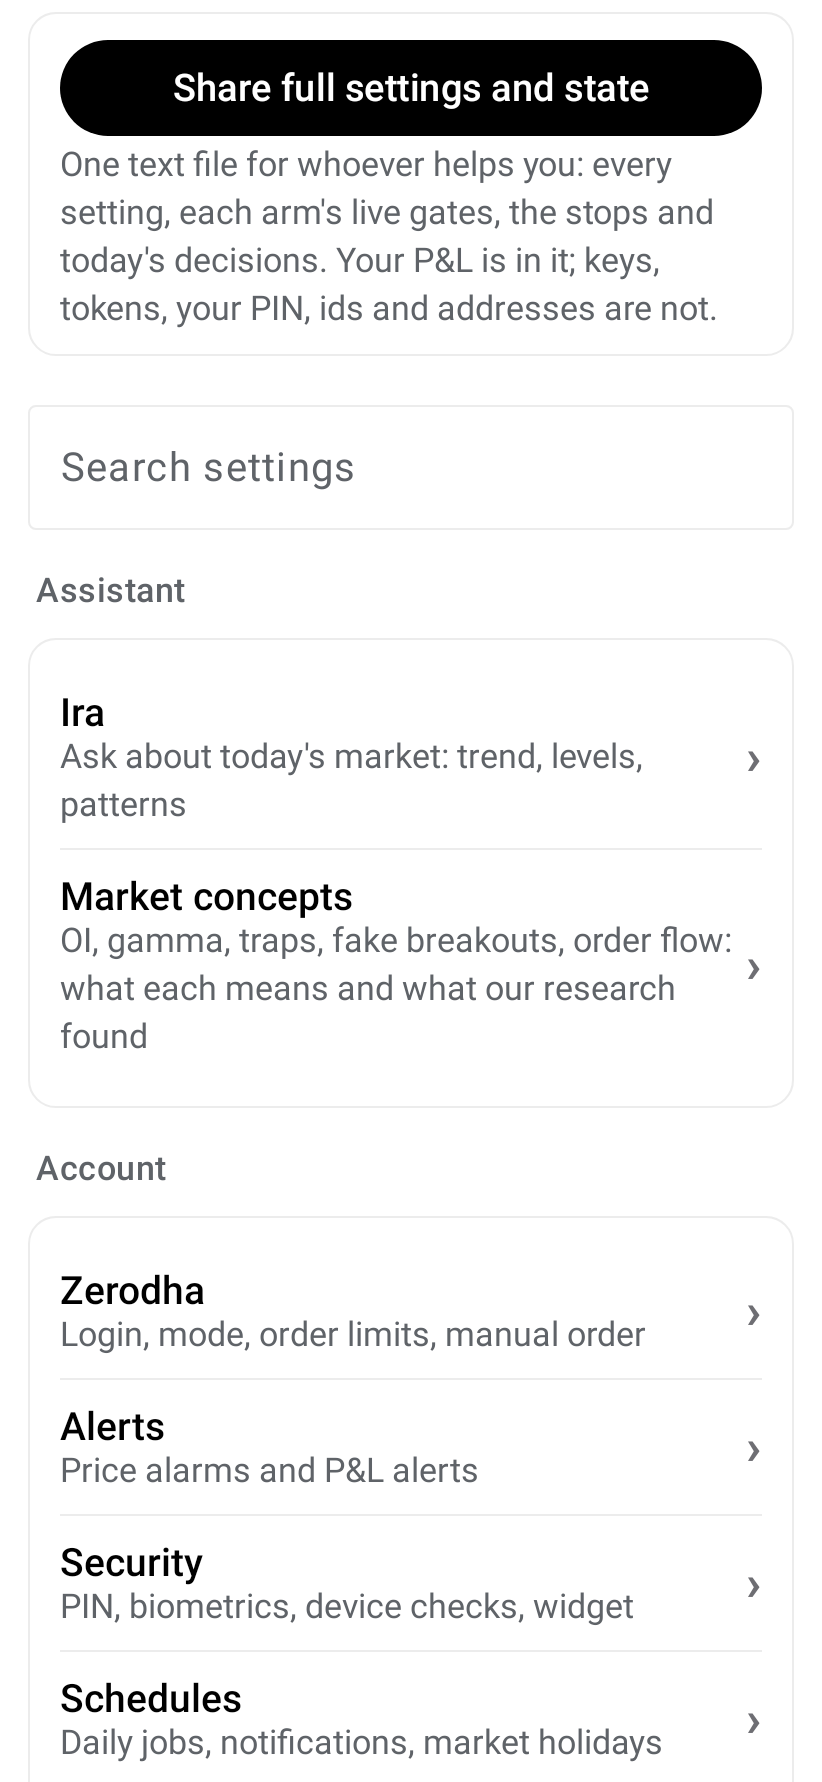 Share full settings and state
One text file for whoever helps you: every
setting, each arm's live gates, the stops and
today's decisions. Your P&L is in it; keys,
tokens, your PIN, ids and addresses are not.
Search settings
Assistant
Ira
Ask about today's market: trend, levels,
patterns
Market concepts
OI, gamma, traps, fake breakouts, order flow:
what each means and what our research
found
Account
Zerodha
Login, mode, order limits, manual order
Alerts
Price alarms and P&L alerts
Security
PIN, biometrics, device checks, widget
Schedules
Daily jobs, notifications, market holidays